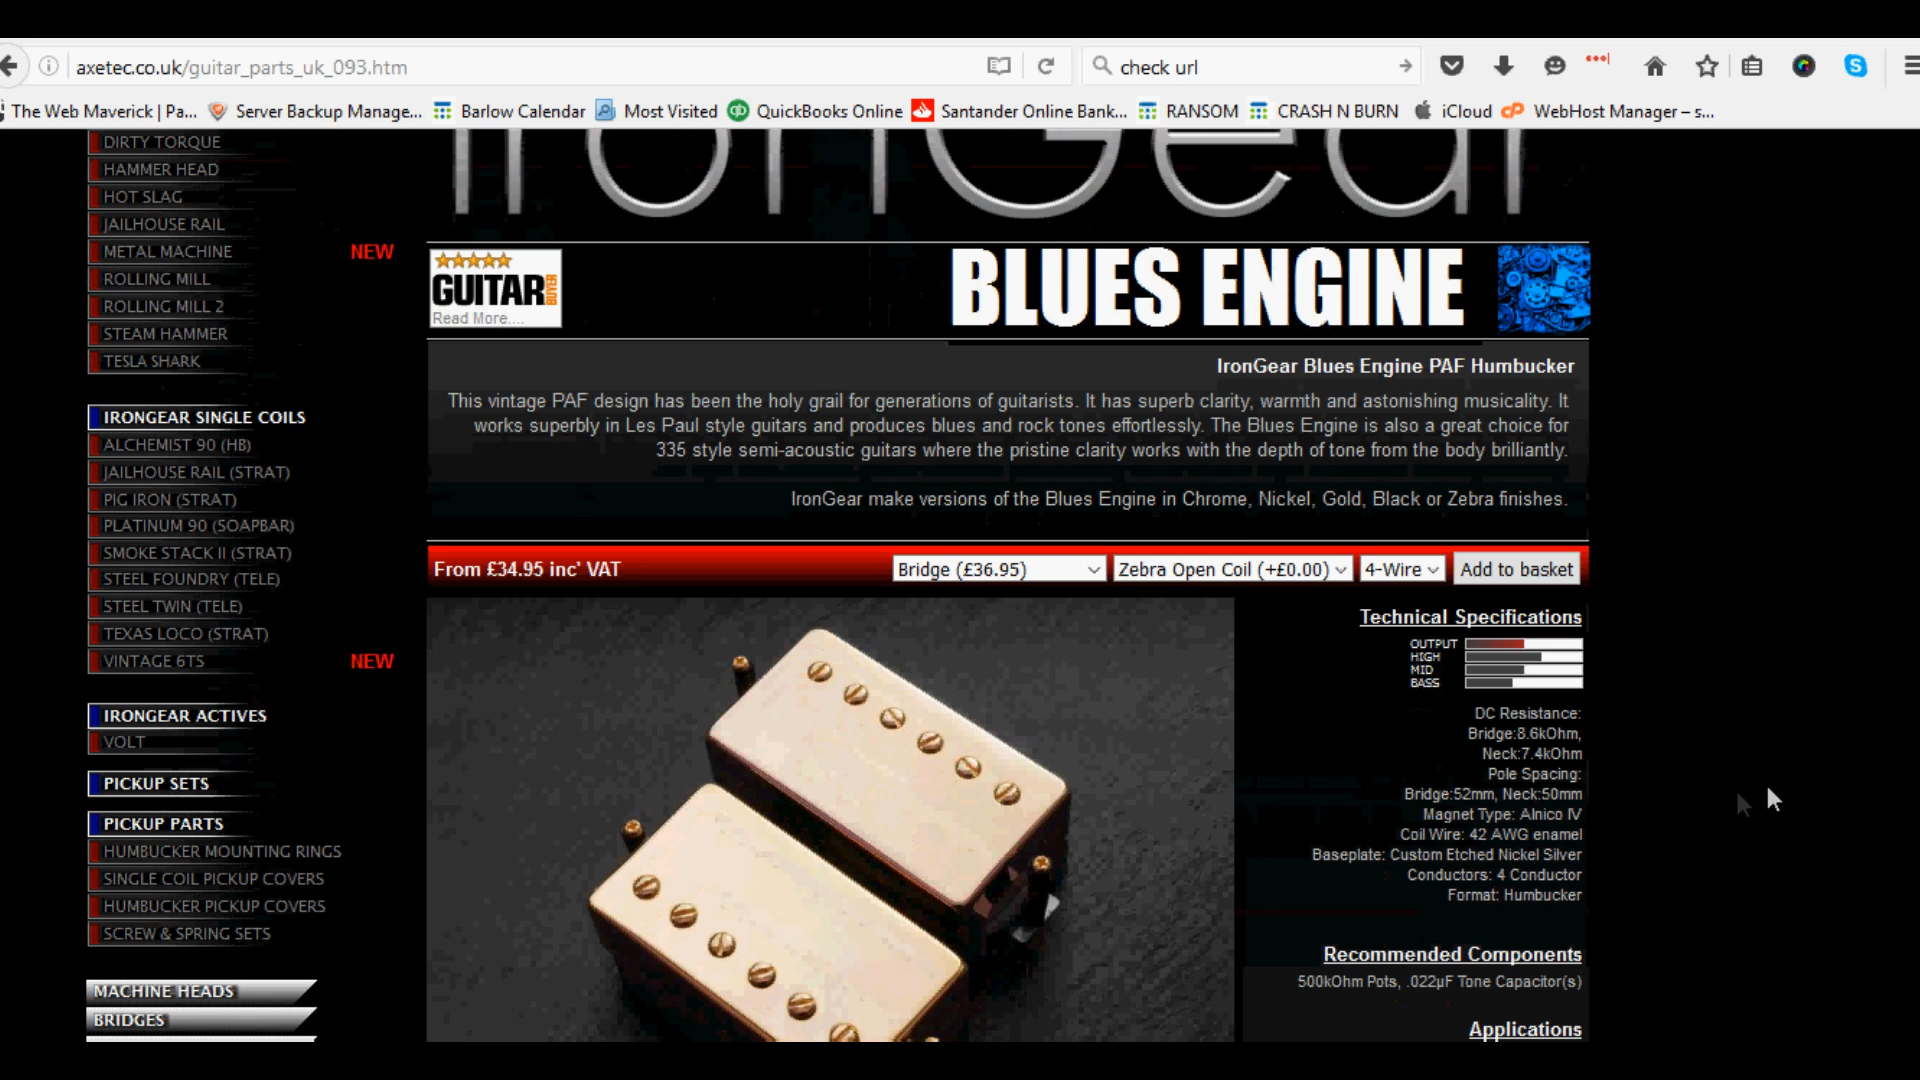 axetec.co.uk/guitar_parts_uk_093.htm
check url
The Web Maverick | Pa...
Server Backup Manage...
Barlow Calendar
Most Visited
QuickBooks Online
Santander Online Bank...
RANSOM
CRASH N BURN
iCloud
WebHost Manager – s...
DIRTY TORQUE
HAMMER HEAD
HOT SLAG
JAILHOUSE RAIL
METAL MACHINE
NEW
ROLLING MILL
ROLLING MILL 2
STEAM HAMMER
TESLA SHARK
IRONGEAR SINGLE COILS
ALCHEMIST 90 (HB)
JAILHOUSE RAIL (STRAT)
PIG IRON (STRAT)
PLATINUM 90 (SOAPBAR)
SMOKE STACK II (STRAT)
STEEL FOUNDRY (TELE)
STEEL TWIN (TELE)
TEXAS LOCO (STRAT)
VINTAGE 6TS
NEW
IRONGEAR ACTIVES
VOLT
PICKUP SETS
PICKUP PARTS
HUMBUCKER MOUNTING RINGS
SINGLE COIL PICKUP COVERS
HUMBUCKER PICKUP COVERS
SCREW & SPRING SETS
MACHINE HEADS
BRIDGES
IronGear
GUITAR BUYER
Read More....
BLUES ENGINE
IronGear Blues Engine PAF Humbucker
This vintage PAF design has been the holy grail for generations of guitarists. It has superb clarity, warmth and astonishing musicality. It
works superbly in Les Paul style guitars and produces blues and rock tones effortlessly. The Blues Engine is also a great choice for
335 style semi-acoustic guitars where the pristine clarity works with the depth of tone from the body brilliantly.
IronGear make versions of the Blues Engine in Chrome, Nickel, Gold, Black or Zebra finishes.
From £34.95 inc' VAT
Bridge (£36.95)
Zebra Open Coil (+£0.00)
4-Wire
Add to basket
Technical Specifications
OUTPUT
HIGH
MID
BASS
DC Resistance:
Bridge:8.6kOhm,
Neck:7.4kOhm
Pole Spacing:
Bridge:52mm, Neck:50mm
Magnet Type: Alnico IV
Coil Wire: 42 AWG enamel
Baseplate: Custom Etched Nickel Silver
Conductors: 4 Conductor
Format: Humbucker
Recommended Components
500kOhm Pots, .022µF Tone Capacitor(s)
Applications